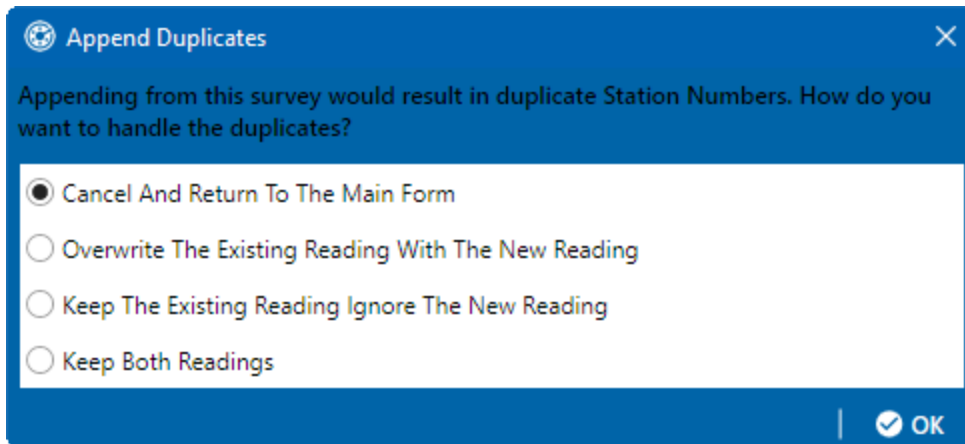 Append Duplicates
Appending from this survey would result in duplicate Station Numbers. How do you
want to handle the duplicates?
Cancel And Return To The Main Form
Overwrite The Existing Reading With The New Reading
Keep The Existing Reading Ignore The New Reading
Keep Both Readings
OK